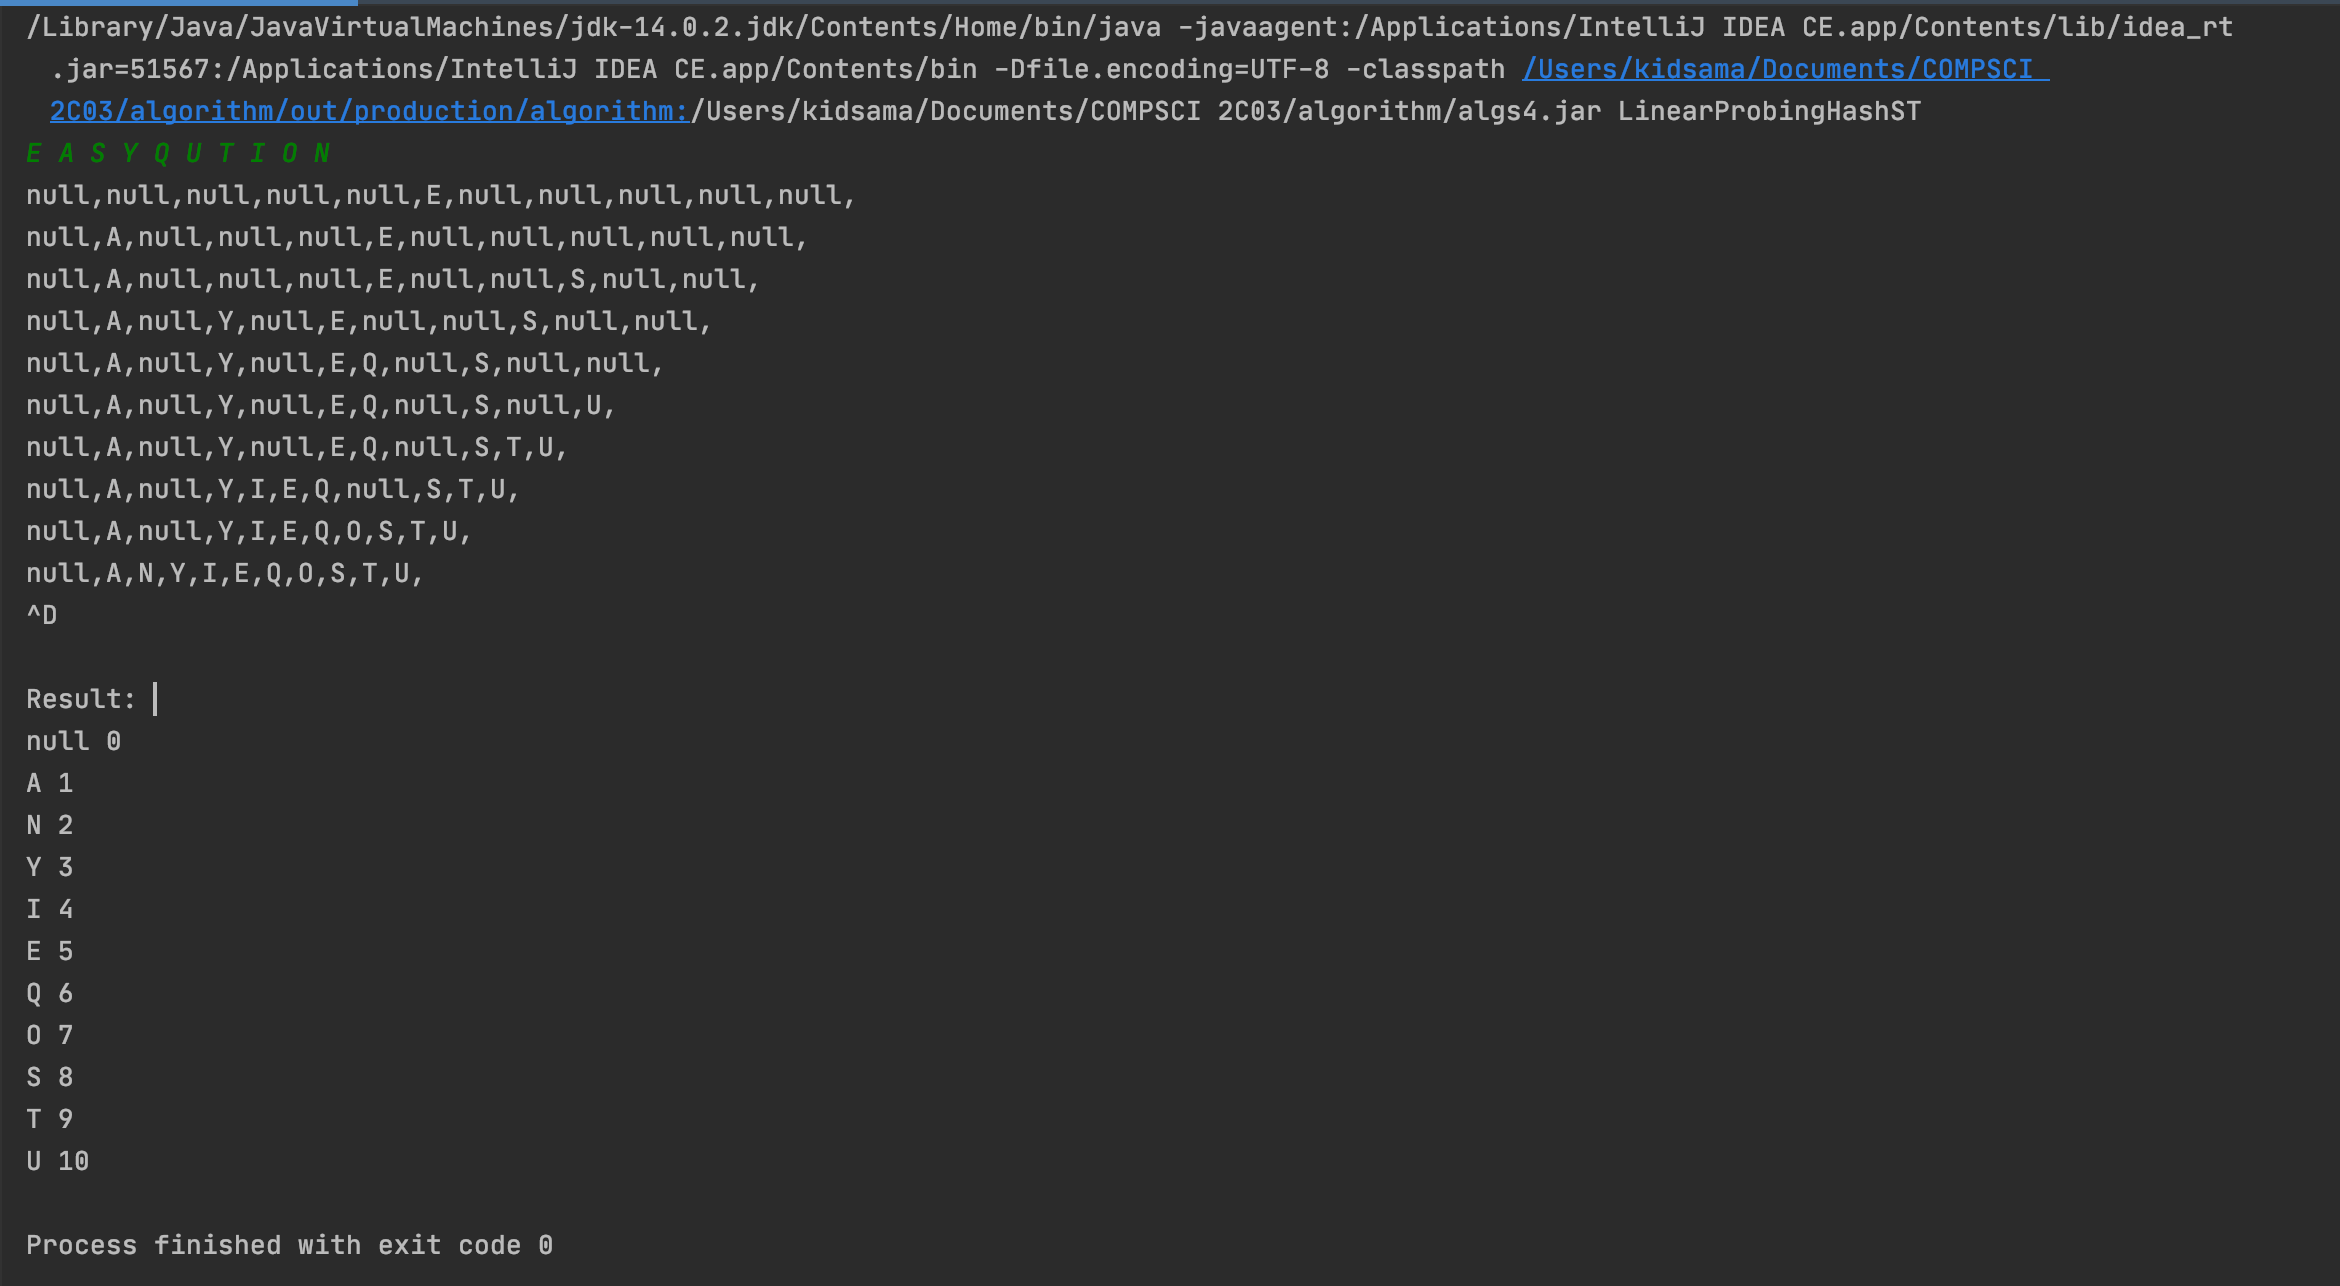 /Library/Java/JavaVirtualMachines/jdk-14.0.2.jdk/Contents/Home/bin/java -javaagent:/Applications/IntelliJ IDEA CE.app/Contents/lib/idea_rt
.jar=51567:/Applications/IntelliJ IDEA CE.app/Contents/bin -Dfile.encoding=UTF-8 -classpath /Users/kidsama/Documents/COMPSCI
2C03/algorithm/out/production/algorithm:/Users/kidsama/Documents/COMPSCI 2C03/algorithm/algs4.jar LinearProbingHashST
E A S Y Q U T I O N
null,null,null,null,null,E,null,null,null,null,null,
null,A,null,null,null,E,null,null,null,null,null,
null,A,null,null,null,E,null,null,S,null,null,
null,A,null,Y,null,E,null,null,S,null,null,
null,A,null,Y,null,E,Q,null,S,null,null,
null,A,null,Y,null,E,Q,null,S,null,U,
null,A,null,Y,null,E,Q,null,S,T,U,
null,A,null,Y,I,E,Q,null,S,T,U,
null,A,null,Y,I,E,Q,O,S,T,U,
null,A,N,Y,I,E,Q,O,S,T,U,
^D
Result:
null 0
A 1
N 2
Y 3
I 4
E 5
Q 6
O 7
S 8
T 9
U 10
Process finished with exit code 0